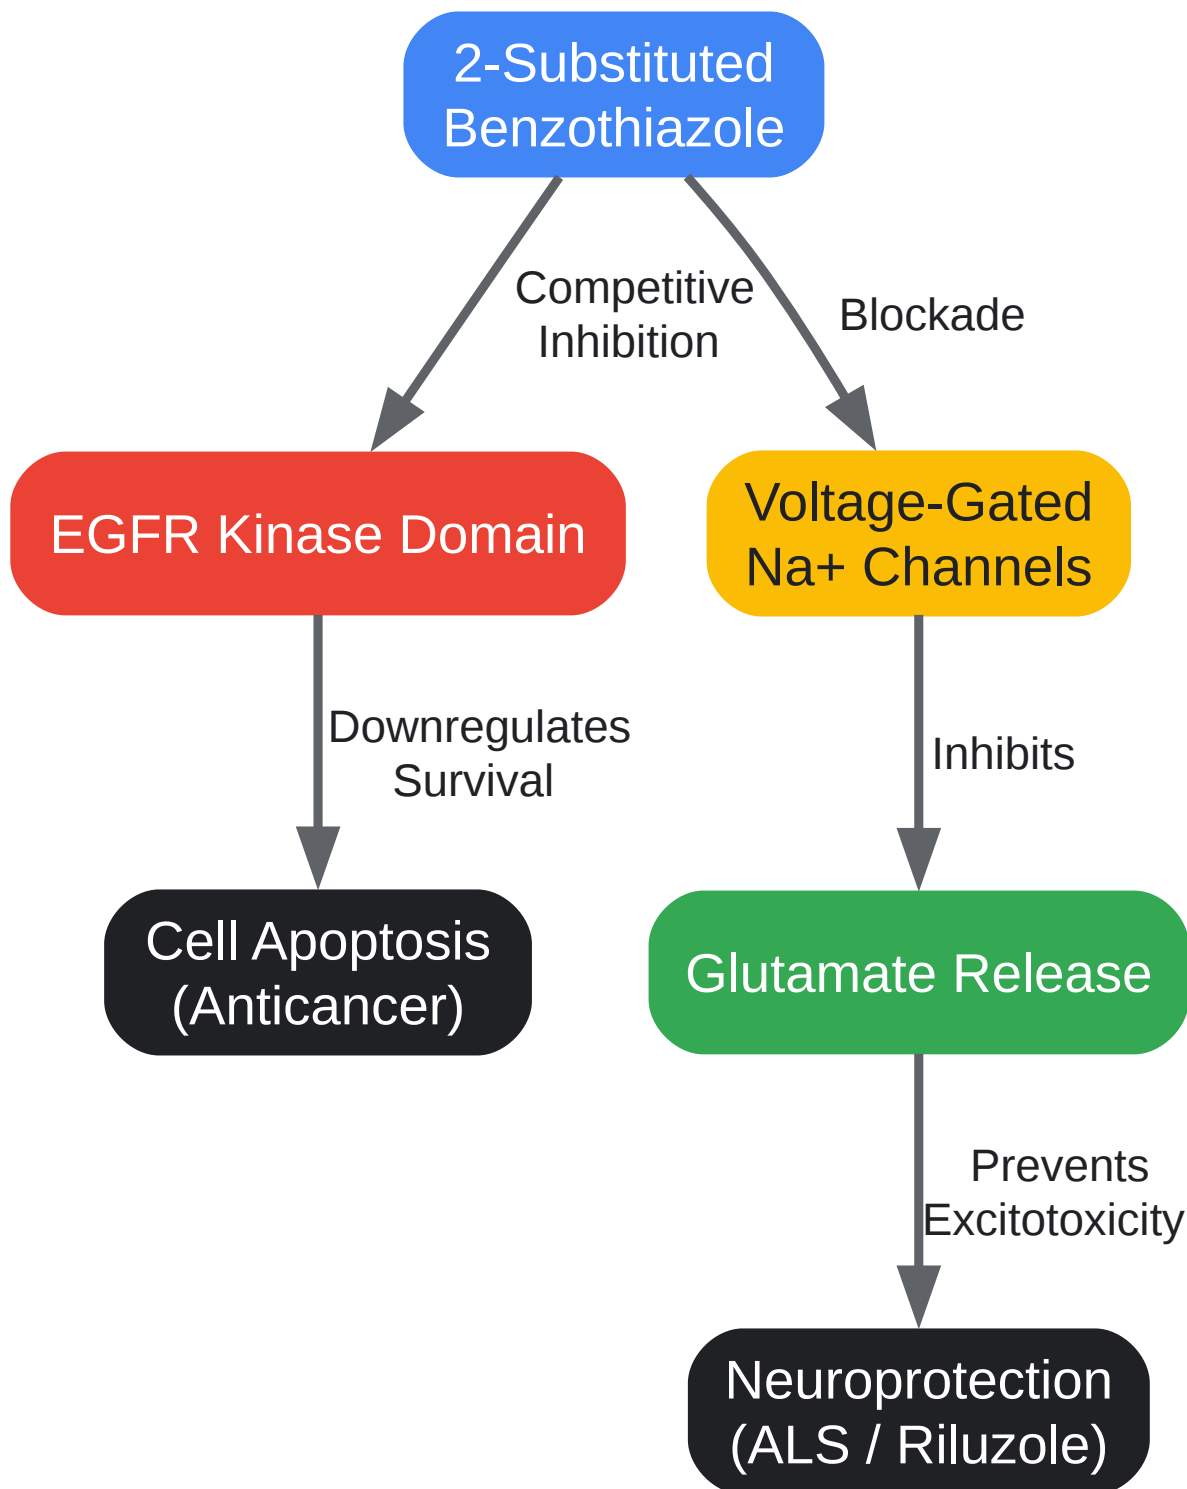 2-Substituted
Benzothiazole
Competitive
Inhibition
Blockade
EGFR Kinase Domain
Voltage-Gated
Na+ Channels
Downregulates
Survival
Inhibits
Cell Apoptosis
(Anticancer)
Glutamate Release
Prevents
Excitotoxicity
Neuroprotection
(ALS / Riluzole)